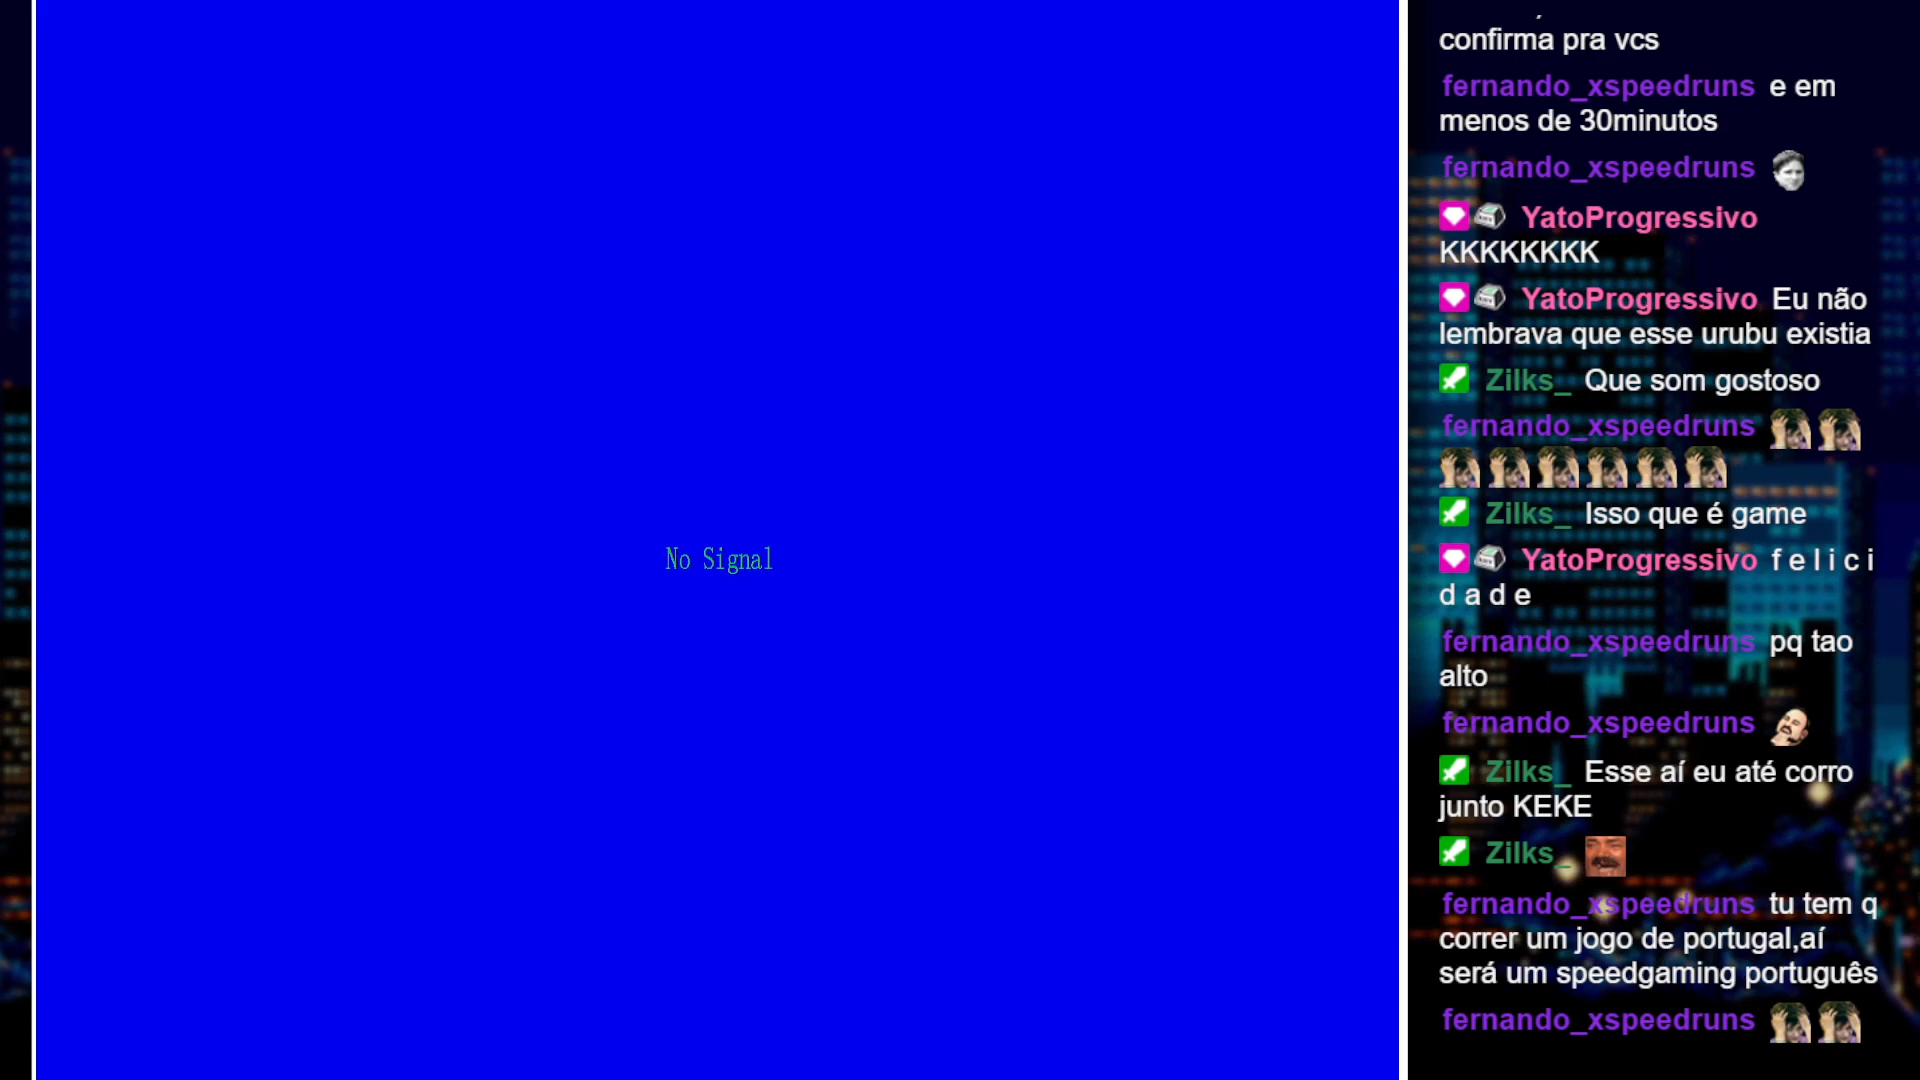 No Signal
confirma pra vcs
fernando_xspeedruns e em
menos de 30minutos
fernando_xspeedruns
YatoProgressivo
KKKKKKKK
YatoProgressivo Eu não
lembrava que esse urubu existia
Zilks_ Que som gostoso
fernando_xspeedruns
Zilks_ Isso que é game
YatoProgressivo f e l i c i
d a d e
fernando_xspeedruns pq tao
alto
fernando_xspeedruns
Zilks_ Esse aí eu até corro
junto KEKE
Zilks_
fernando_xspeedruns tu tem q
correr um jogo de portugal,aí
será um speedgaming português
fernando_xspeedruns